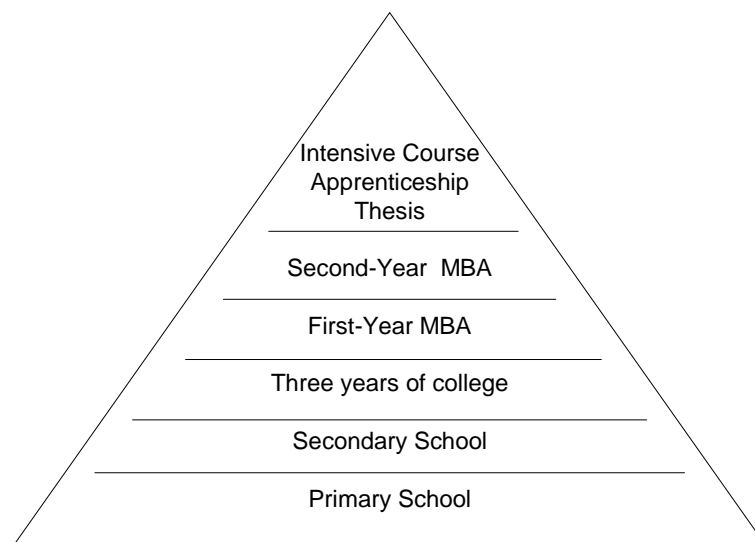 Intensive Course
Apprenticeship
Thesis
Second-Year MBA
First-Year MBA
Three years of college
Secondary School
Primary School